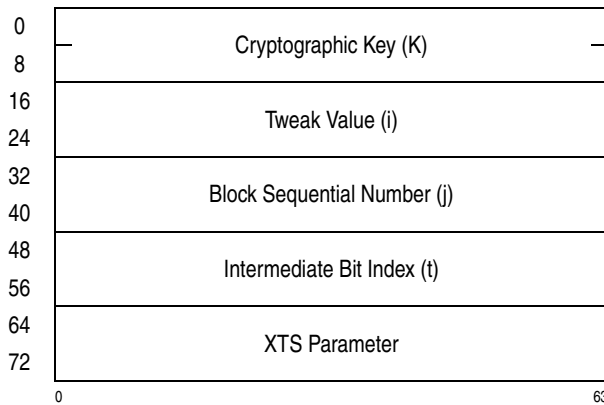 0
Cryptographic Key (K)
8
16
Tweak Value (i)
24
32
Block Sequential Number (j)
40
48
Intermediate Bit Index (t)
56
64
XTS Parameter
72
0 63